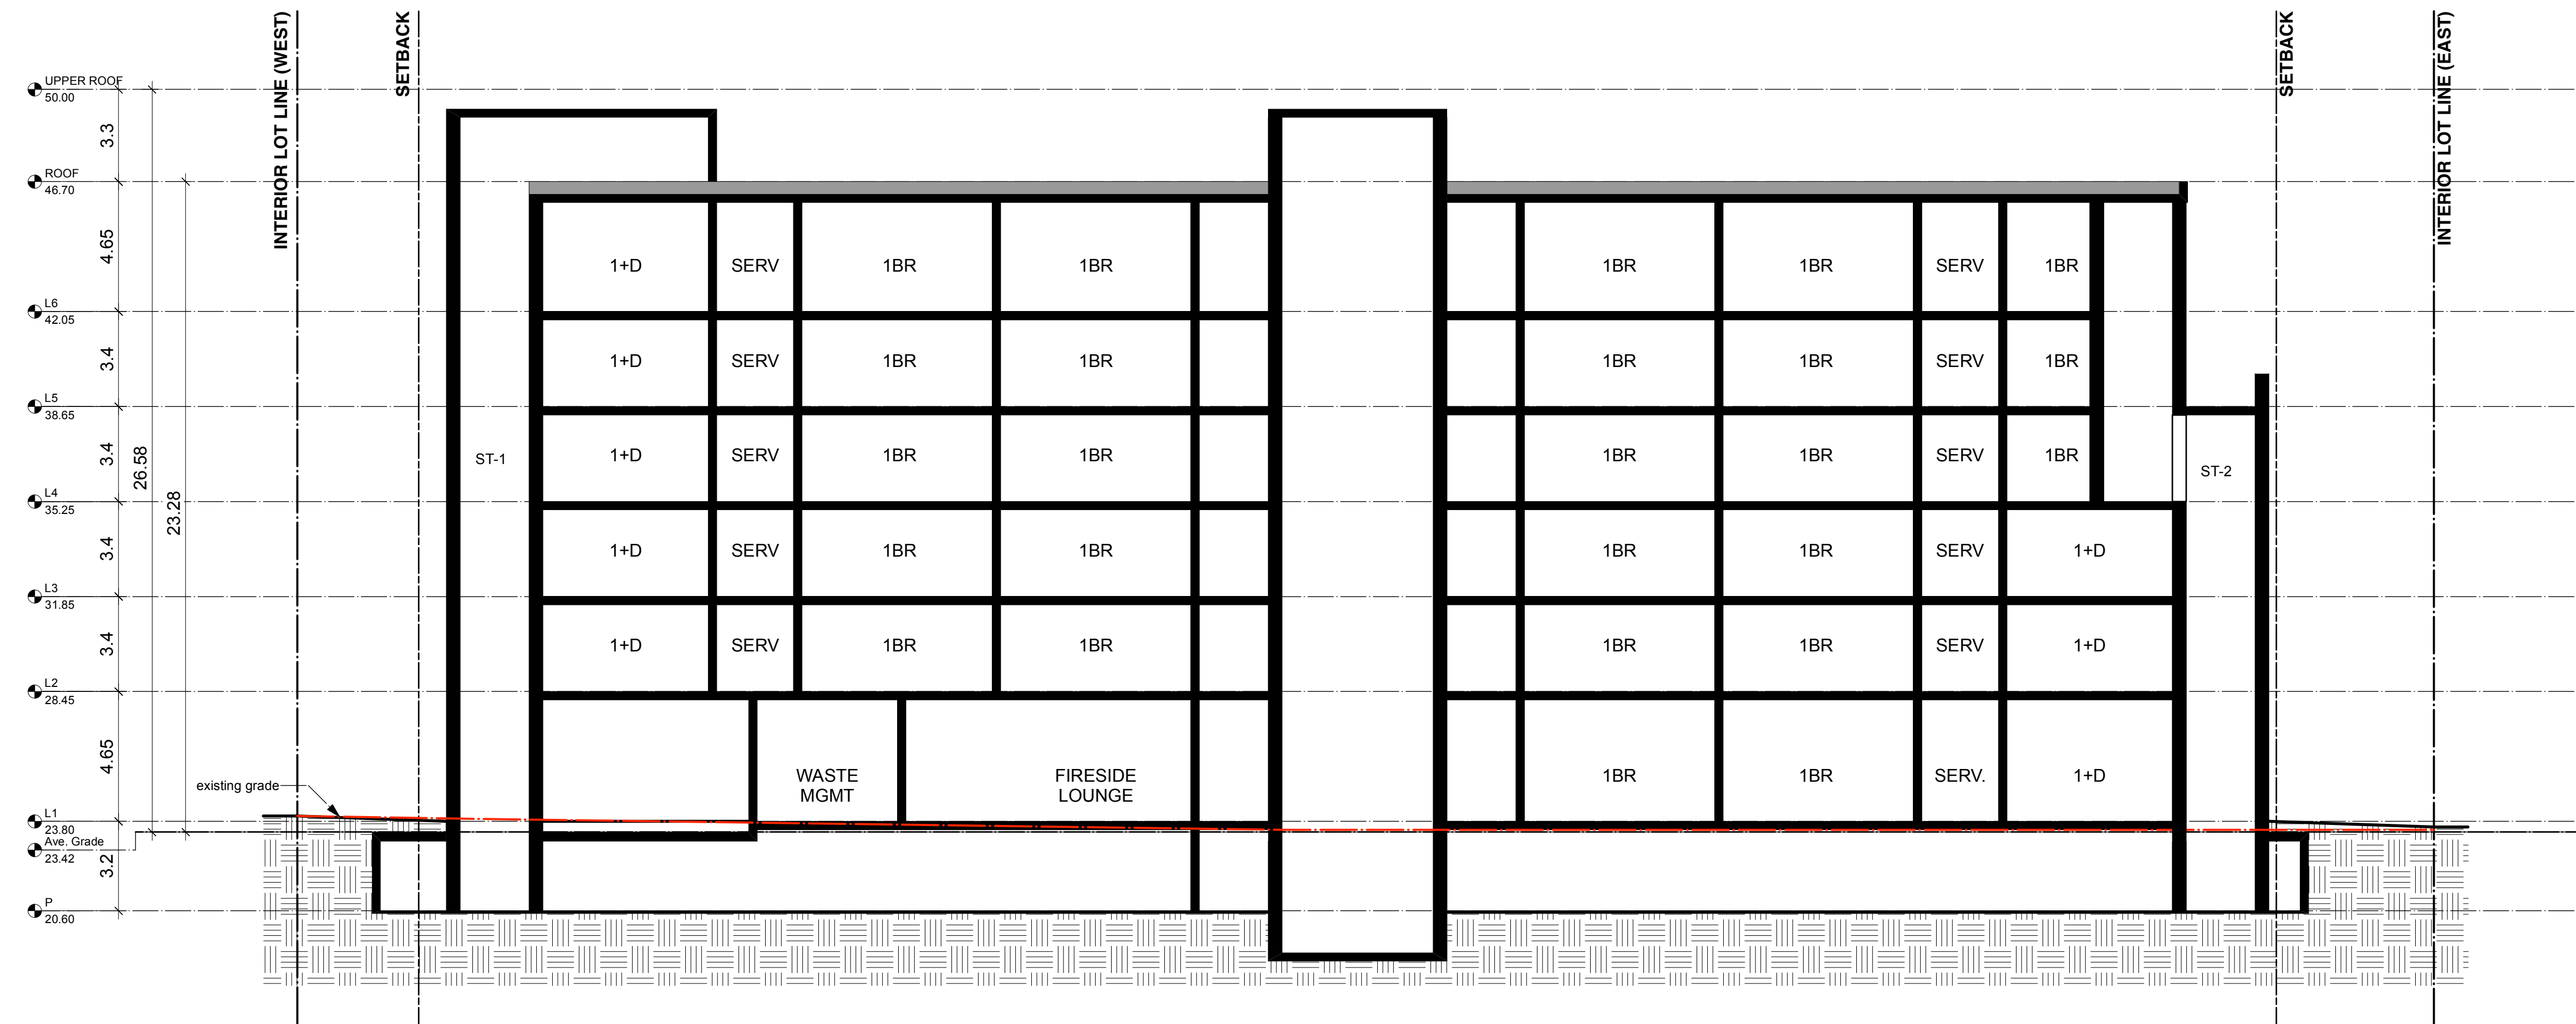 INTERIOR LOT LINE (WEST)
SETBACK
SETBACK
INTERIOR LOT LINE (EAST)
UPPER ROOF
50.00
3.3
ROOF
46.70
4.65
1+D SERV 1BR 1BR 1BR 1BR SERV 1BR
L6
42.05
3.4
1+D SERV 1BR 1BR 1BR 1BR SERV 1BR
L5
38.65
3.4
26.58
23.28
ST-1
1+D SERV 1BR 1BR 1BR 1BR SERV 1BR
ST-2
L4
35.25
3.4
1+D SERV 1BR 1BR 1BR 1BR SERV 1+D
L3
31.85
3.4
1+D SERV 1BR 1BR 1BR 1BR SERV 1+D
L2
28.45
4.65
WASTE
MGMT
FIRESIDE
LOUNGE
1BR 1BR SERV. 1+D
existing grade
L1
23.80
Ave. Grade
23.42
3.2
P
20.60